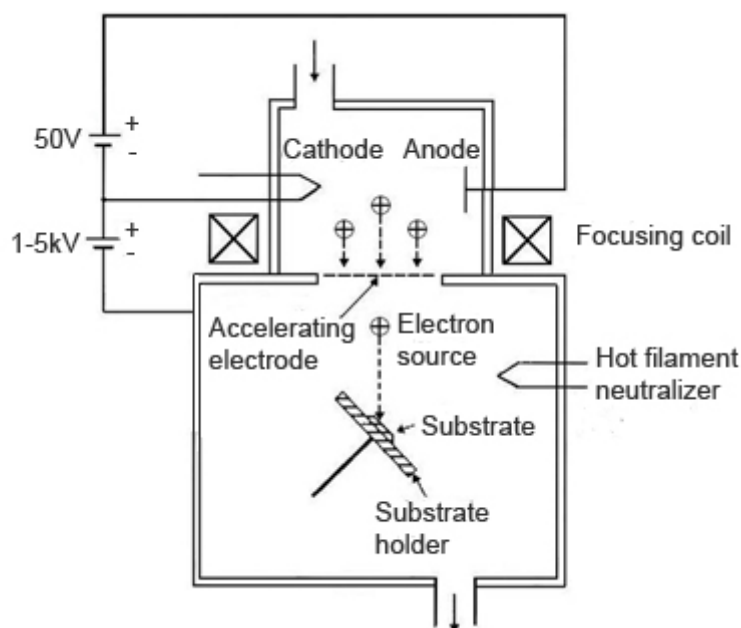 50V
+
-
Cathode
Anode
1-5kV
+
-
Focusing coil
Accelerating
electrode
Electron
source
Hot filament
neutralizer
Substrate
Substrate
holder